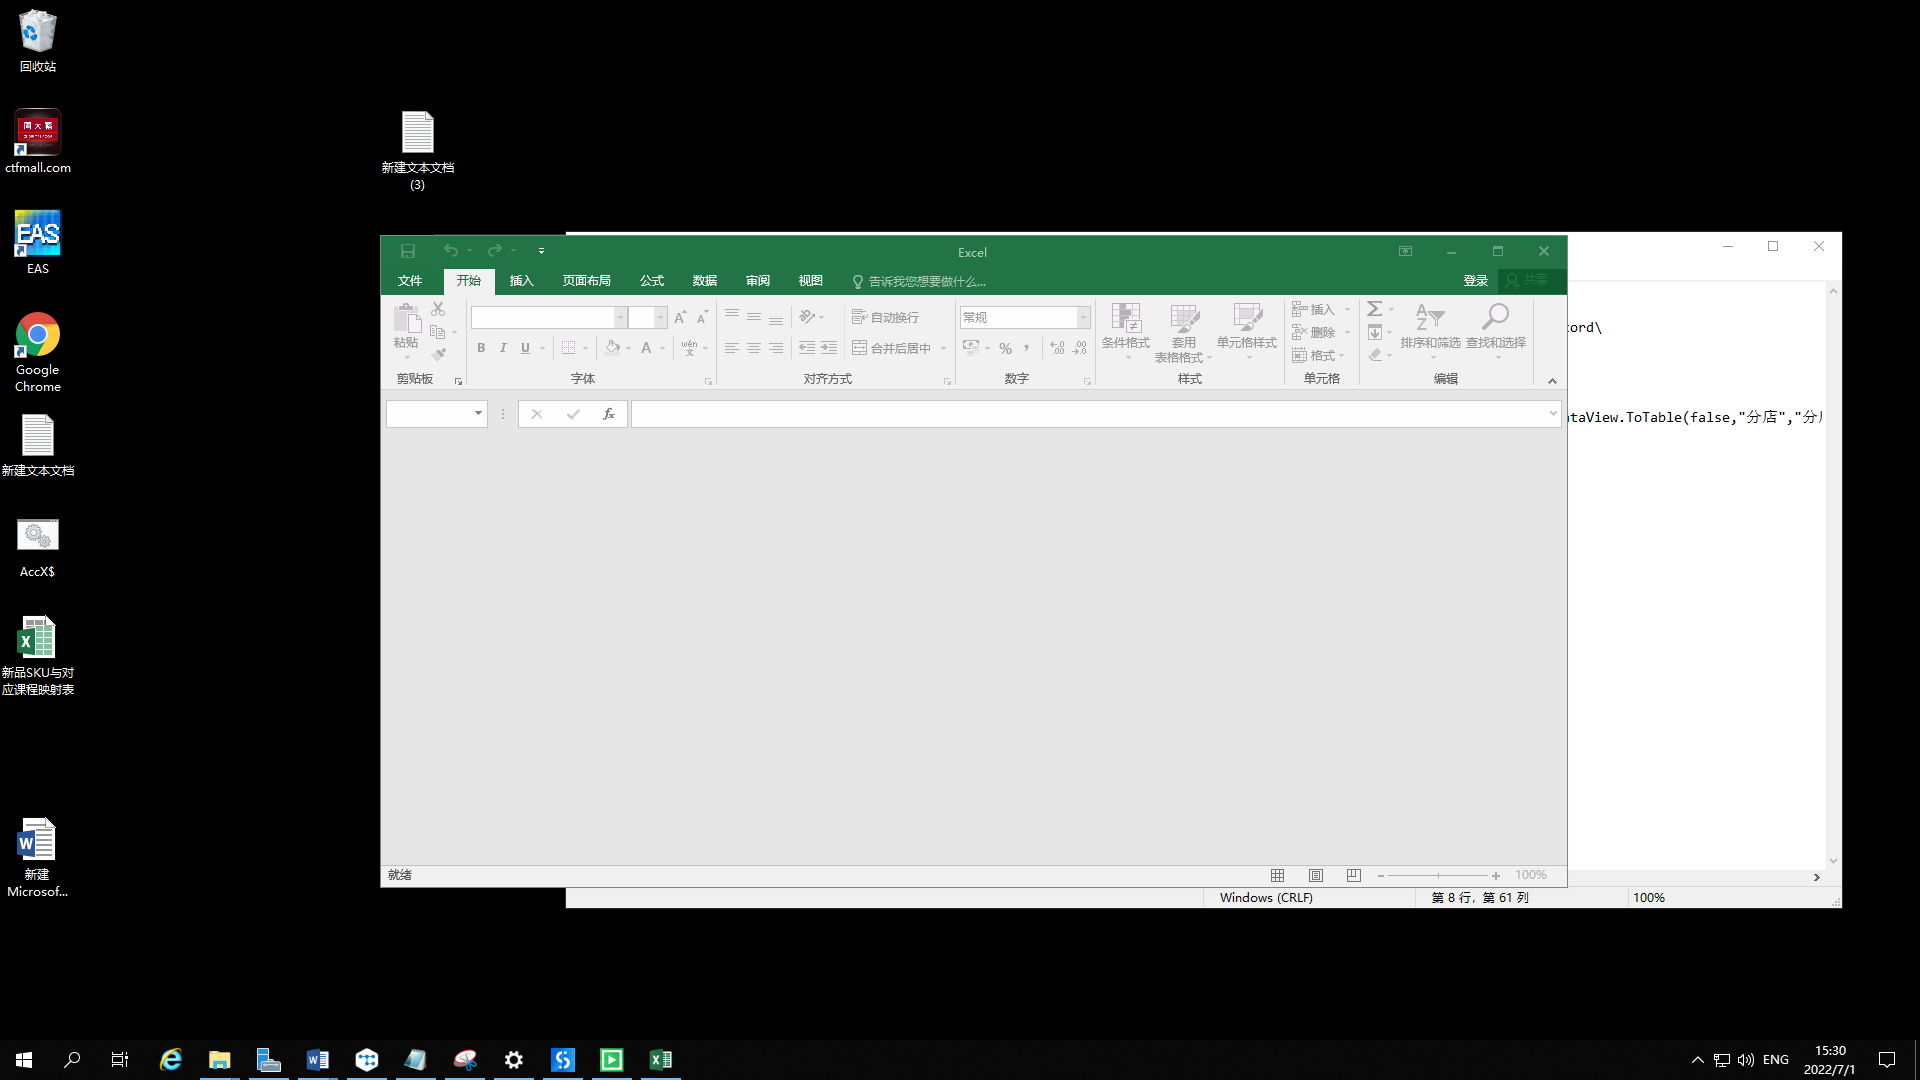 回收站
ctfmall.com
EAS
EAS
Google
Chrome
新建文本文档
AccX$
新品SKU与对
应课程映射表
新建
Microsof...
新建文本文档
(3)
Excel
文件
开始
插入
页面布局
公式
数据
审阅
视图
告诉我您想要做什么...
登录
共享
粘贴
剪贴板
B I U
A
wén
文
字体
自动换行
合并后居中
对齐方式
常规
%
数字
条件格式
套用
表格格式
单元格样式
样式
插入
删除
格式
单元格
排序和筛选
查找和选择
编辑
fx
就绪
100%
ord\
taView.ToTable(false,"分店","分
Windows (CRLF)
第 8 行，第 61 列
100%
ENG
15:30
2022/7/1